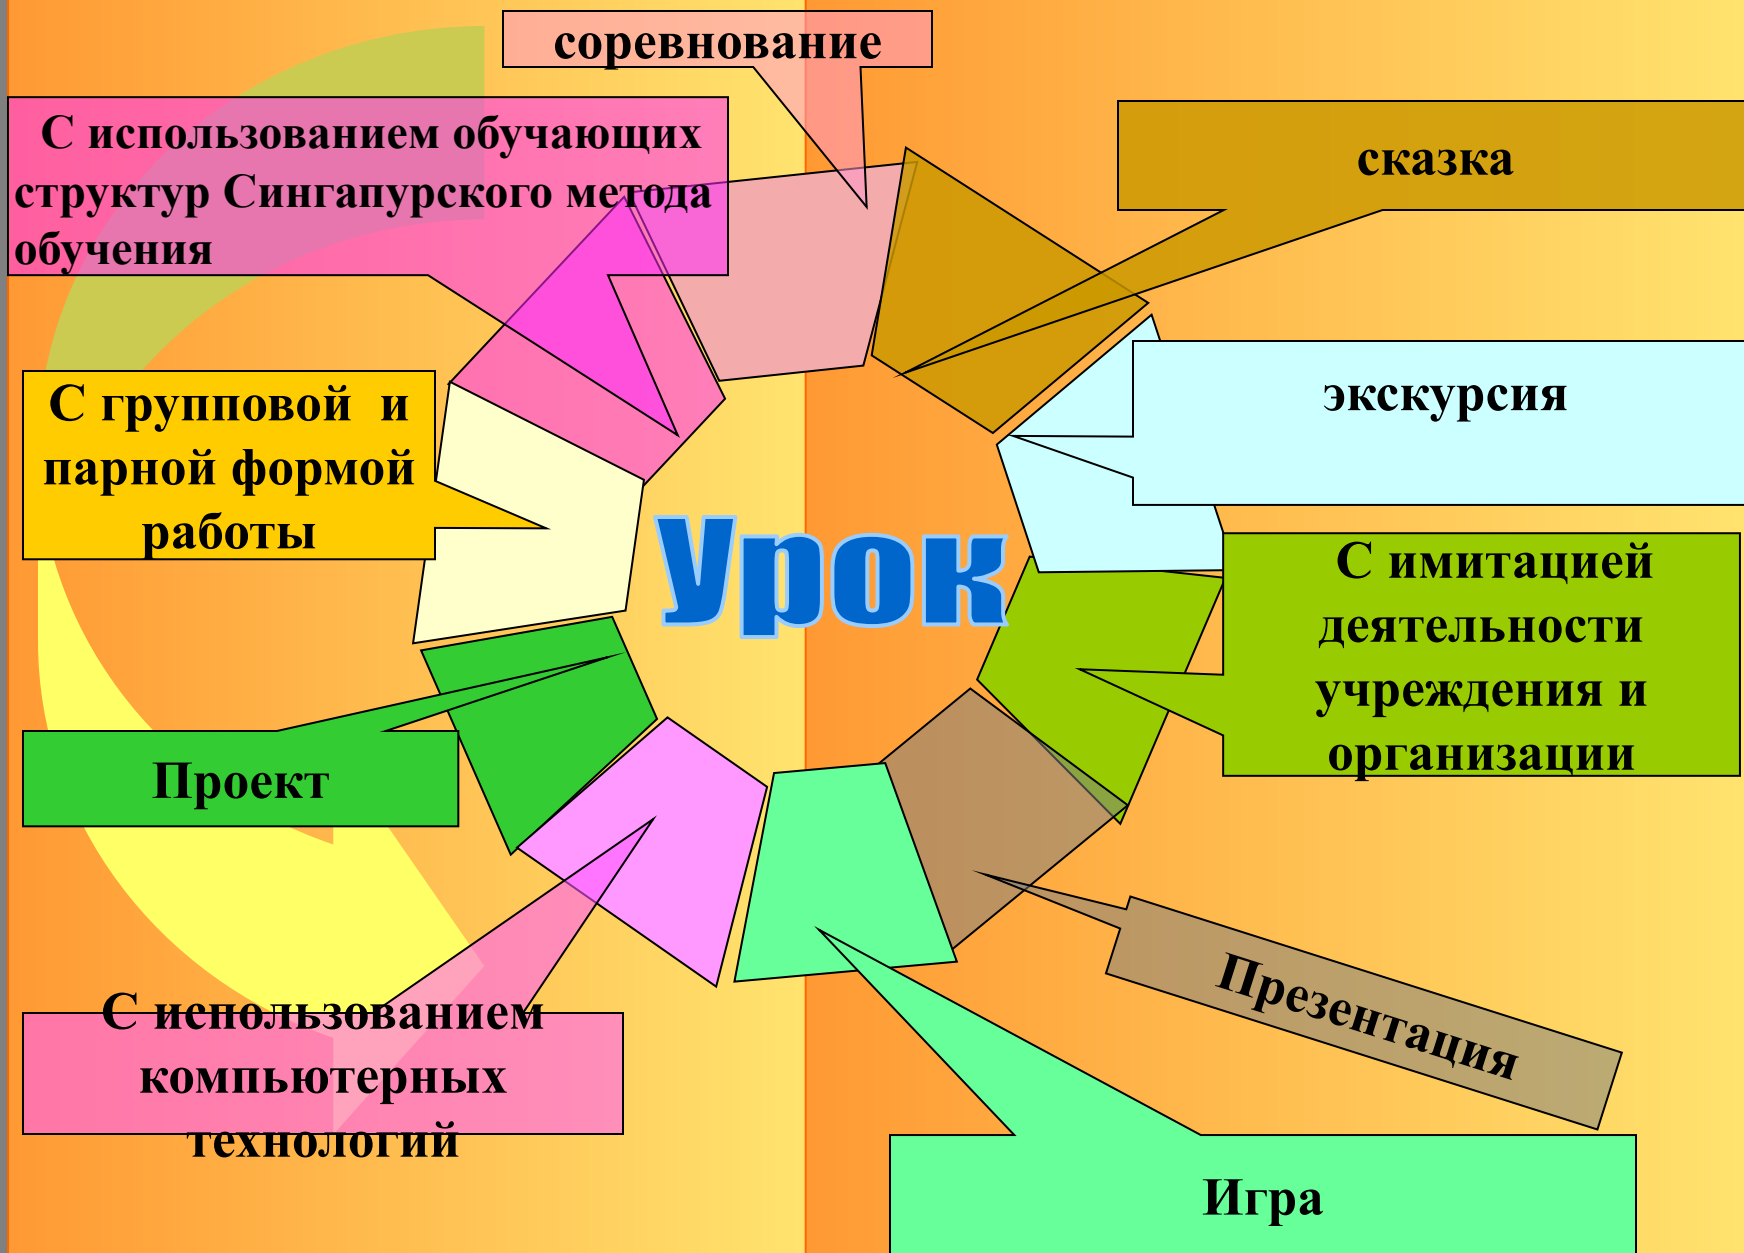 соревнование
С использованием обучающих
структур Сингапурского метода
обучения
сказка
С групповой и
парной формой
работы
экскурсия
Урок
С имитацией
деятельности
учреждения и
организации
Проект
Презентация
С использованием
компьютерных
технологий
Игра